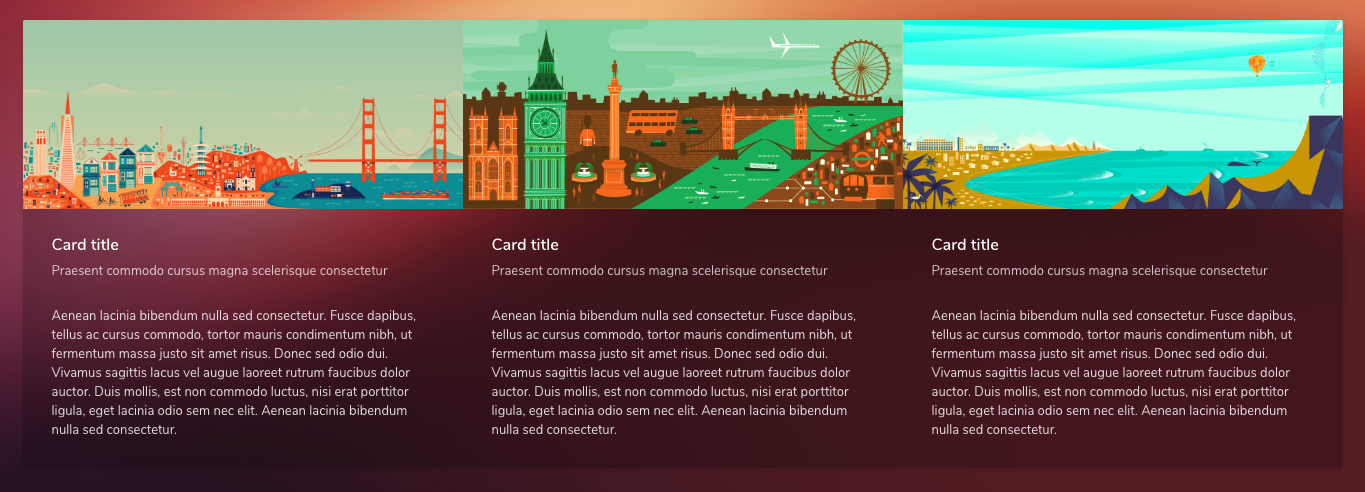 Card title
Praesent commodo cursus magna scelerisque consectetur
Aenean lacinia bibendum nulla sed consectetur. Fusce dapibus,
tellus ac cursus commodo, tortor mauris condimentum nibh, ut
fermentum massa justo sit amet risus. Donec sed odio dui.
Vivamus sagittis lacus vel augue laoreet rutrum faucibus dolor
auctor. Duis mollis, est non commodo luctus, nisi erat porttitor
ligula, eget lacinia odio sem nec elit. Aenean lacinia bibendum
nulla sed consectetur.
Card title
Praesent commodo cursus magna scelerisque consectetur
Aenean lacinia bibendum nulla sed consectetur. Fusce dapibus,
tellus ac cursus commodo, tortor mauris condimentum nibh, ut
fermentum massa justo sit amet risus. Donec sed odio dui.
Vivamus sagittis lacus vel augue laoreet rutrum faucibus dolor
auctor. Duis mollis, est non commodo luctus, nisi erat porttitor
ligula, eget lacinia odio sem nec elit. Aenean lacinia bibendum
nulla sed consectetur.
Card title
Praesent commodo cursus magna scelerisque consectetur
Aenean lacinia bibendum nulla sed consectetur. Fusce dapibus,
tellus ac cursus commodo, tortor mauris condimentum nibh, ut
fermentum massa justo sit amet risus. Donec sed odio dui.
Vivamus sagittis lacus vel augue laoreet rutrum faucibus dolor
auctor. Duis mollis, est non commodo luctus, nisi erat porttitor
ligula, eget lacinia odio sem nec elit. Aenean lacinia bibendum
nulla sed consectetur.